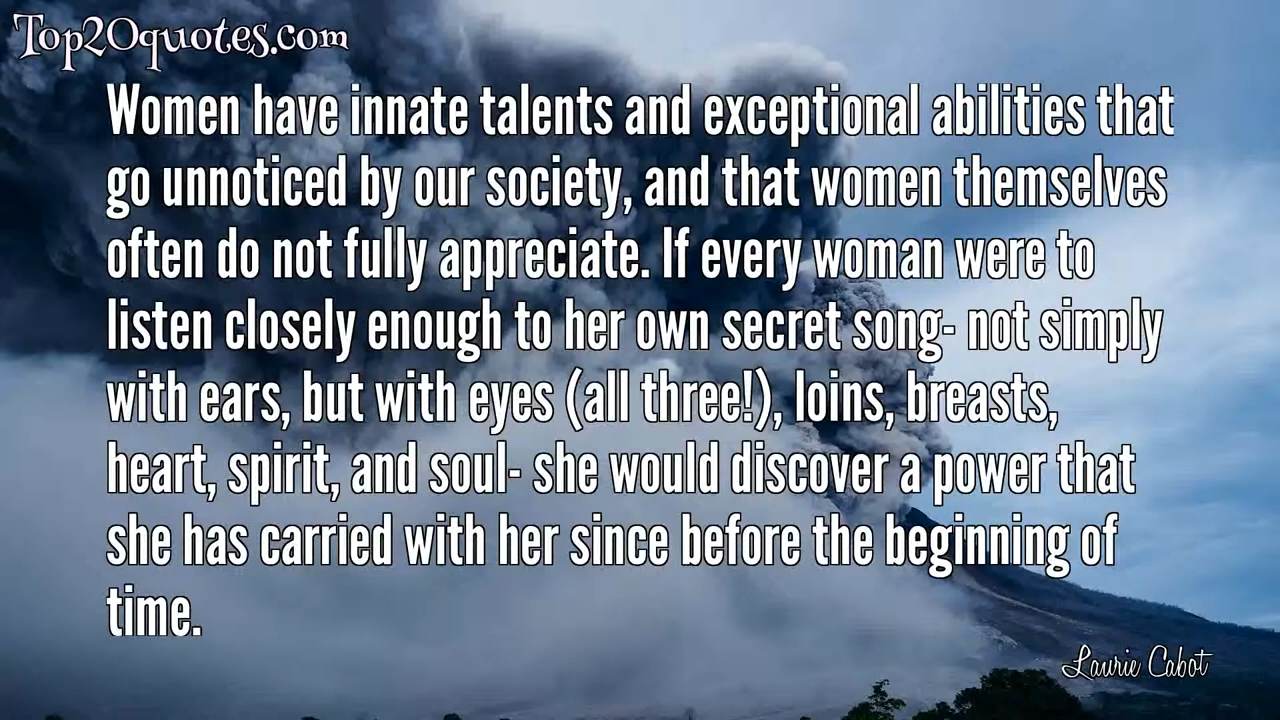 Top20quotes.com
Women have innate talents and exceptional abilities that
go unnoticed by our society, and that women themselves
often do not fully appreciate. If every woman were to
listen closely enough to her own secret song- not simply
with ears, but with eyes (all three!), loins, breasts,
heart, spirit, and soul- she would discover a power that
she has carried with her since before the beginning of
time.
Laurie Cabot